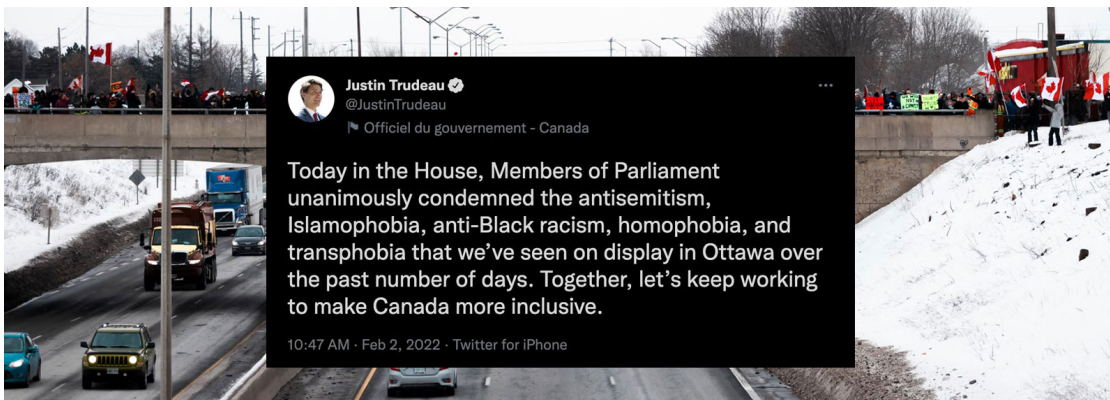 Justin Trudeau
@JustinTrudeau
Officiel du gouvernement - Canada
Today in the House, Members of Parliament
unanimously condemned the antisemitism,
Islamophobia, anti-Black racism, homophobia, and
transphobia that we've seen on display in Ottawa over
the past number of days. Together, let's keep working
to make Canada more inclusive.
10:47 AM · Feb 2, 2022 · Twitter for iPhone